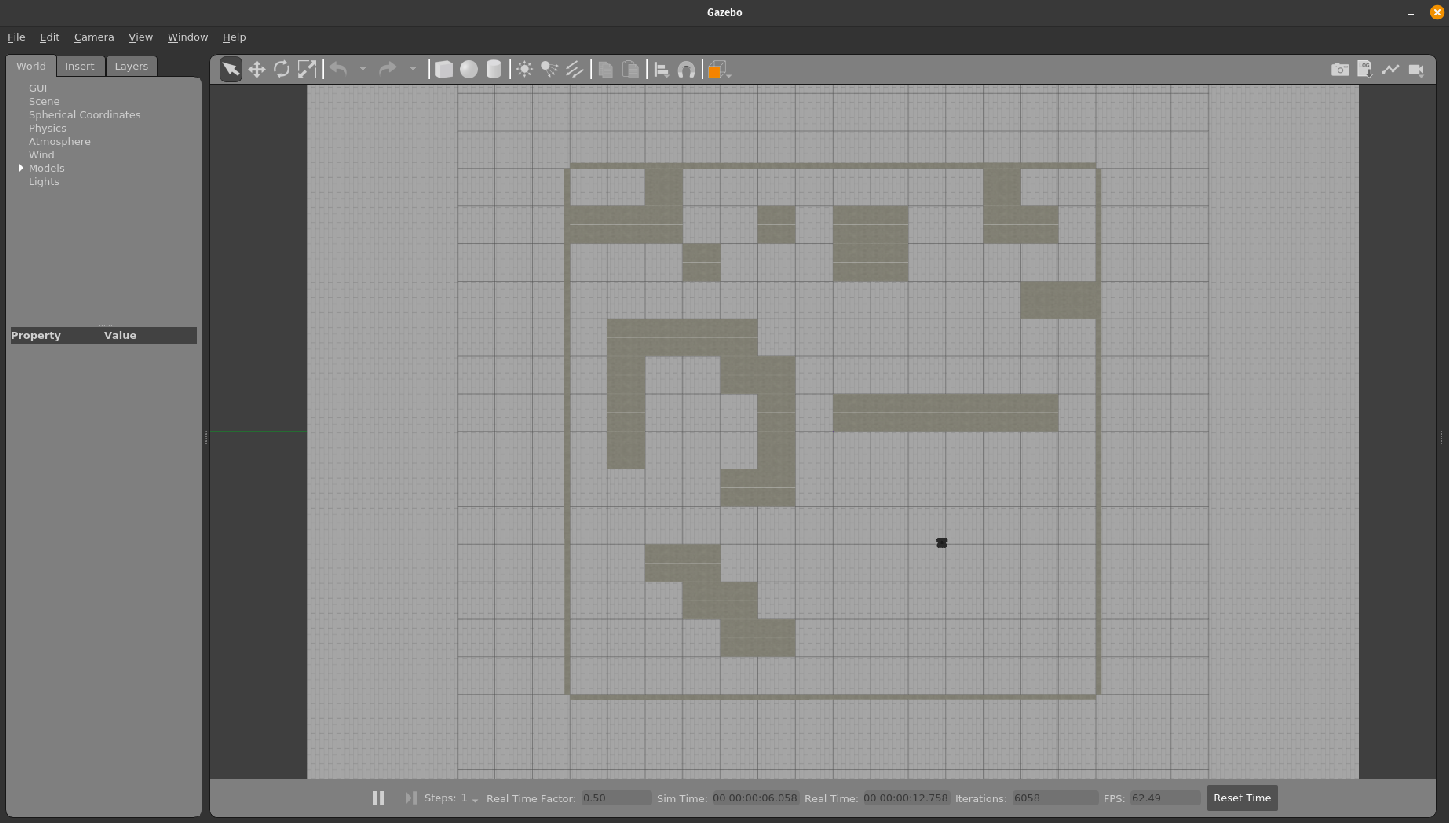 Gazebo
File Edit Camera View Window Help
World Insert Layers
GUI
Scene
Spherical Coordinates
Physics
Atmosphere
Wind
Models
Lights
Property Value
Steps: 1 Real Time Factor: 0.50 Sim Time: 00 00:00:06.058 Real Time: 00 00:00:12.758 Iterations: 6058 FPS: 62.49 Reset Time